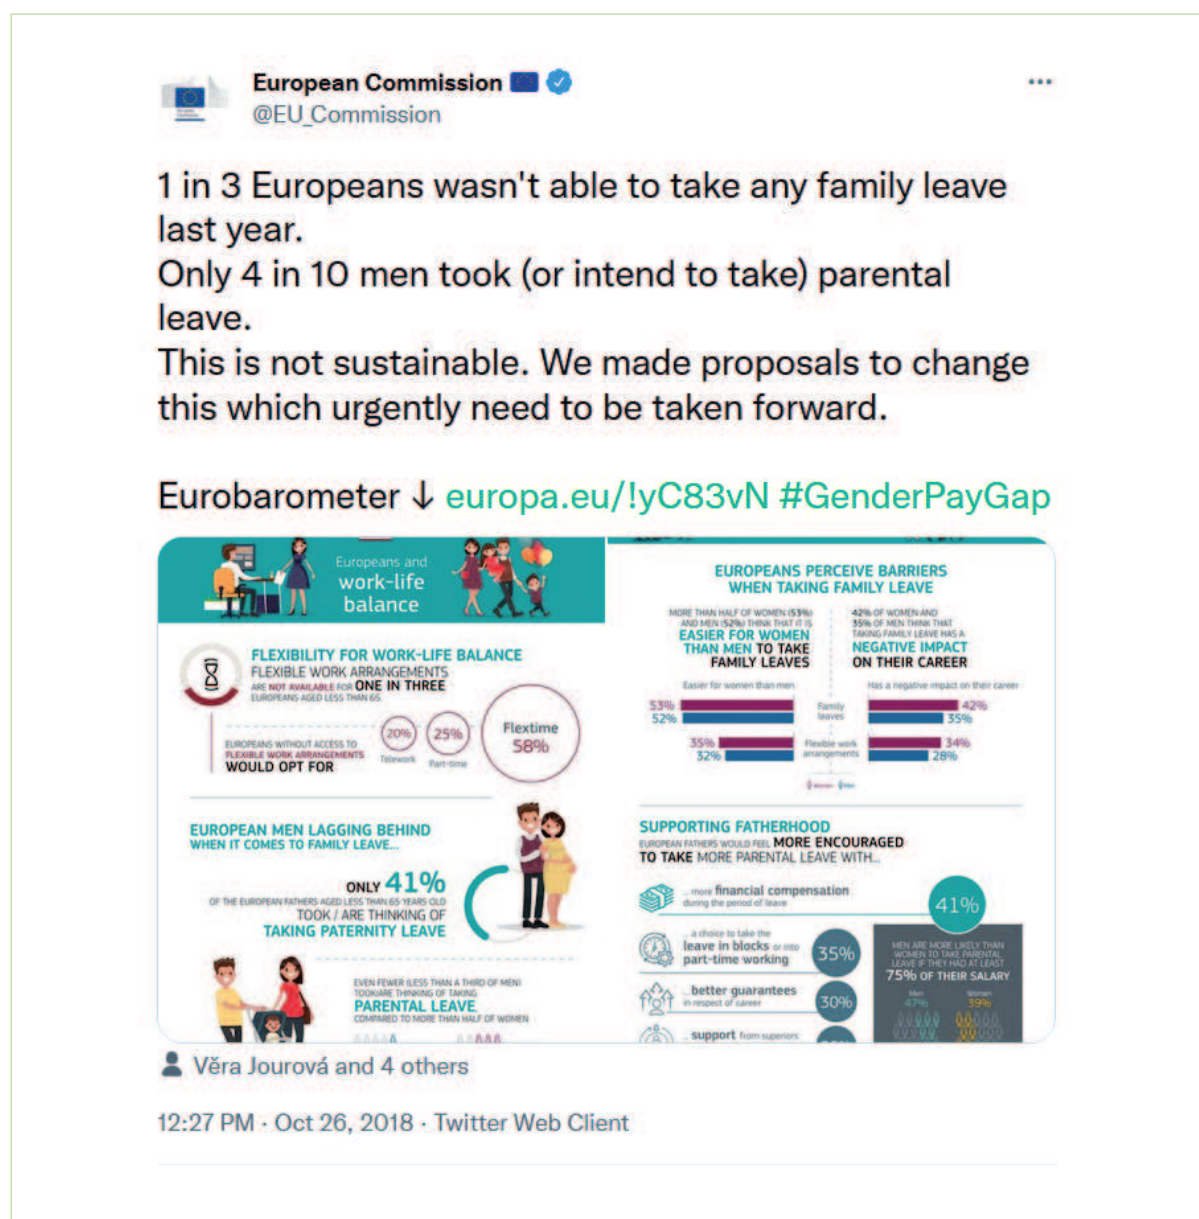 European Commission
@EU_Commission
1 in 3 Europeans wasn't able to take any family leave
last year.
Only 4 in 10 men took (or intend to take) parental
leave.
This is not sustainable. We made proposals to change
this which urgently need to be taken forward.
Eurobarometer ↓ europa.eu/!yC83vN #GenderPayGap
Europeans and
work-life
balance
FLEXIBILITY FOR WORK-LIFE BALANCE
FLEXIBLE WORK ARRANGEMENTS
ARE NOT AVAILABLE FOR ONE IN THREE
EUROPEANS AGED LESS THAN 65
EUROPEANS WITHOUT ACCESS TO
FLEXIBLE WORK ARRANGEMENTS
WOULD OPT FOR
20%
Telework
25%
Part-time
Flextime
58%
EUROPEAN MEN LAGGING BEHIND
WHEN IT COMES TO FAMILY LEAVE...
ONLY 41%
OF THE EUROPEAN FATHERS AGED LESS THAN 65 YEARS OLD
TOOK / ARE THINKING OF
TAKING PATERNITY LEAVE
EVEN FEWER (LESS THAN A THIRD OF MEN)
TOOK/ARE THINKING OF TAKING
PARENTAL LEAVE,
COMPARED TO MORE THAN HALF OF WOMEN
EUROPEANS PERCEIVE BARRIERS
WHEN TAKING FAMILY LEAVE
MORE THAN HALF OF WOMEN (53%)
AND MEN (52%) THINK THAT IT IS
EASIER FOR WOMEN
THAN MEN TO TAKE
FAMILY LEAVES
42% OF WOMEN AND
35% OF MEN THINK THAT
TAKING FAMILY LEAVE HAS A
NEGATIVE IMPACT
ON THEIR CAREER
Easier for women than men
Has a negative impact on their career
53%
52%
Family
leaves
42%
35%
35%
32%
Flexible work
arrangements
34%
28%
Women
Men
SUPPORTING FATHERHOOD
EUROPEAN FATHERS WOULD FEEL MORE ENCOURAGED
TO TAKE MORE PARENTAL LEAVE WITH...
... more financial compensation
during the period of leave
41%
... a choice to take the
leave in blocks or into
part-time working
35%
...better guarantees
in respect of career
30%
... support from superiors
MEN ARE MORE LIKELY THAN
WOMEN TO TAKE PARENTAL
LEAVE IF THEY HAD AT LEAST
75% OF THEIR SALARY
Men
47%
Women
39%
Věra Jourová and 4 others
12:27 PM · Oct 26, 2018 · Twitter Web Client